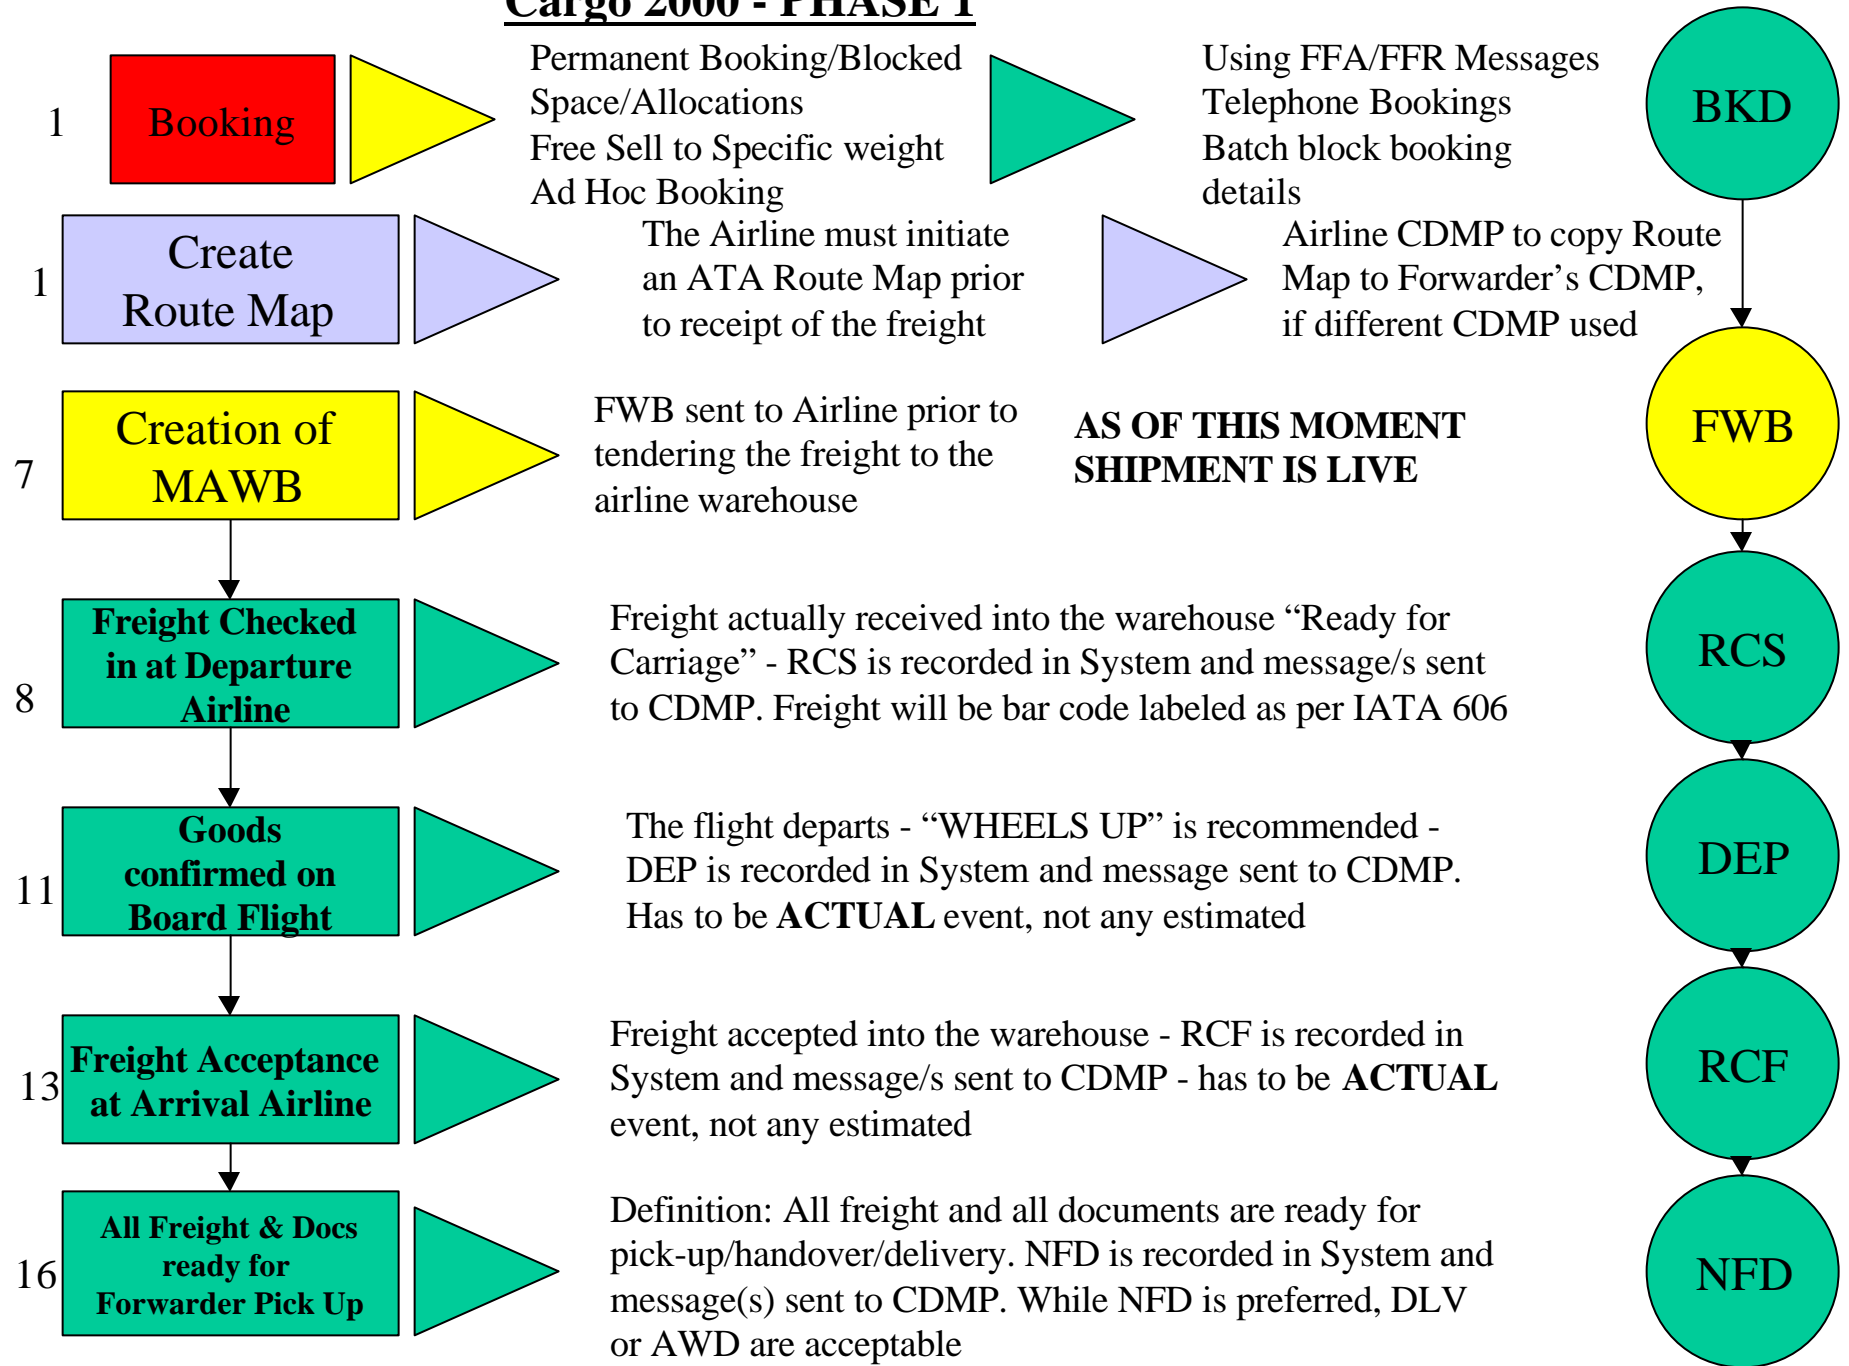 Cargo 2000 - PHASE 1
1
Booking
Permanent Booking/Blocked
Space/Allocations
Free Sell to Specific weight
Ad Hoc Booking
Using FFA/FFR Messages
Telephone Bookings
Batch block booking
details
BKD
1
Create
Route Map
The Airline must initiate
an ATA Route Map prior
to receipt of the freight
Airline CDMP to copy Route
Map to Forwarder’s CDMP,
if different CDMP used
7
Creation of
MAWB
FWB sent to Airline prior to
tendering the freight to the
airline warehouse
AS OF THIS MOMENT
SHIPMENT IS LIVE
FWB
8
Freight Checked
in at Departure
Airline
Freight actually received into the warehouse “Ready for
Carriage” - RCS is recorded in System and message/s sent
to CDMP. Freight will be bar code labeled as per IATA 606
RCS
11
Goods
confirmed on
Board Flight
The flight departs - “WHEELS UP” is recommended -
DEP is recorded in System and message sent to CDMP.
Has to be ACTUAL event, not any estimated
DEP
13
Freight Acceptance
at Arrival Airline
Freight accepted into the warehouse - RCF is recorded in
System and message/s sent to CDMP - has to be ACTUAL
event, not any estimated
RCF
16
All Freight & Docs
ready for
Forwarder Pick Up
Definition: All freight and all documents are ready for
pick-up/handover/delivery. NFD is recorded in System and
message(s) sent to CDMP. While NFD is preferred, DLV
or AWD are acceptable
NFD